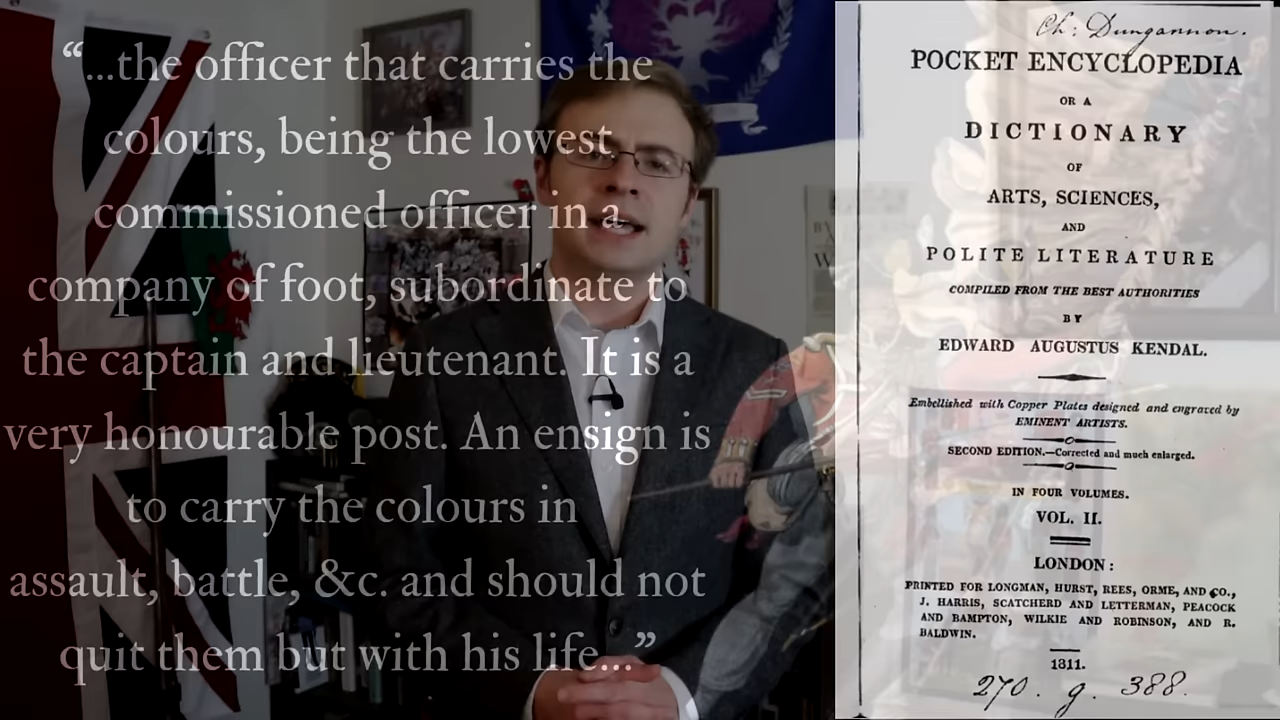 “...the officer that carries the
colours, being the lowest
commissioned officer in a
company of foot, subordinate to
the captain and lieutenant. It is a
very honourable post. An ensign is
to carry the colours in
assault, battle, &c. and should not
quit them but with his life...”
Ch: Dungannon.
POCKET ENCYCLOPEDIA
OR A
DICTIONARY
OF
ARTS, SCIENCES,
AND
POLITE LITERATURE
COMPILED FROM THE BEST AUTHORITIES
BY
EDWARD AUGUSTUS KENDAL.
Embellished with Copper Plates designed and engraved by
EMINENT ARTISTS.
SECOND EDITION.—Corrected and much enlarged.
IN FOUR VOLUMES.
VOL. II.
LONDON:
PRINTED FOR LONGMAN, HURST, REES, ORME, AND CO.,
J. HARRIS, SCATCHERD AND LETTERMAN, PEACOCK
AND BAMPTON, WILKIE AND ROBINSON, AND R.
BALDWIN.
1811.
270. g. 388.